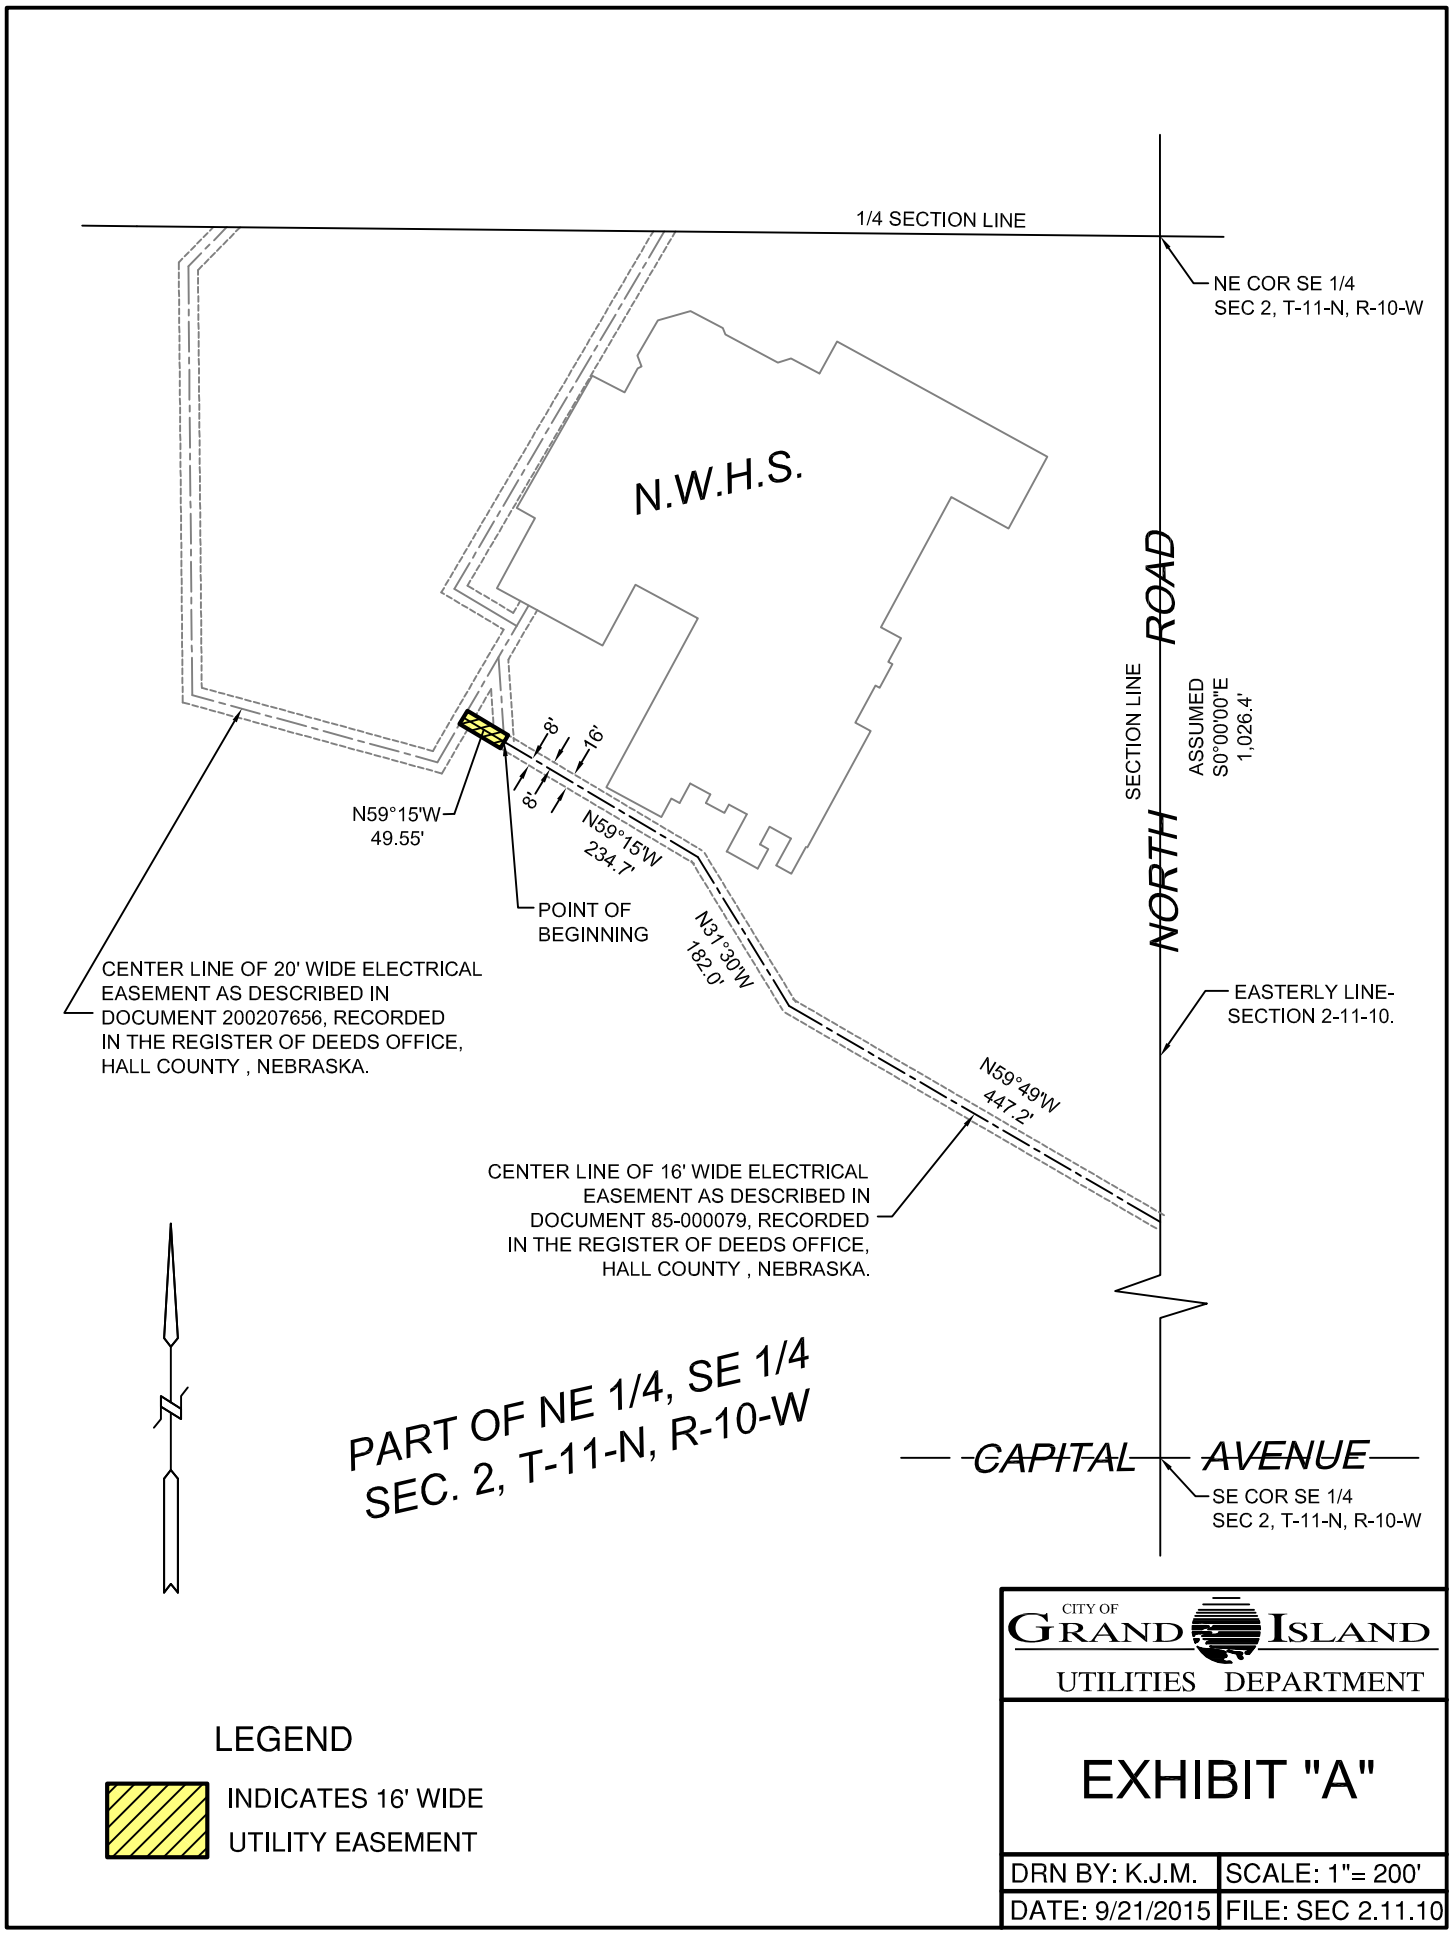 1/4 SECTION LINE
NE COR SE 1/4
SEC 2, T-11-N, R-10-W
N.W.H.S.
NORTH ROAD
SECTION LINE
ASSUMED
S0°00'00"E
1,026.4'
8'
16'
8'
N59°15'W
49.55'
N59°15'W
234.7'
POINT OF
BEGINNING
N31°30'W
182.0'
CENTER LINE OF 20' WIDE ELECTRICAL
EASEMENT AS DESCRIBED IN
DOCUMENT 200207656, RECORDED
IN THE REGISTER OF DEEDS OFFICE,
HALL COUNTY , NEBRASKA.
EASTERLY LINE-
SECTION 2-11-10.
N59°49'W
447.2'
CENTER LINE OF 16' WIDE ELECTRICAL
EASEMENT AS DESCRIBED IN
DOCUMENT 85-000079, RECORDED
IN THE REGISTER OF DEEDS OFFICE,
HALL COUNTY , NEBRASKA.
PART OF NE 1/4, SE 1/4
SEC. 2, T-11-N, R-10-W
CAPITAL AVENUE
SE COR SE 1/4
SEC 2, T-11-N, R-10-W
LEGEND
INDICATES 16' WIDE
UTILITY EASEMENT
CITY OF
GRAND ISLAND
UTILITIES DEPARTMENT
EXHIBIT "A"
DRN BY: K.J.M.
SCALE: 1"= 200'
DATE: 9/21/2015
FILE: SEC 2.11.10